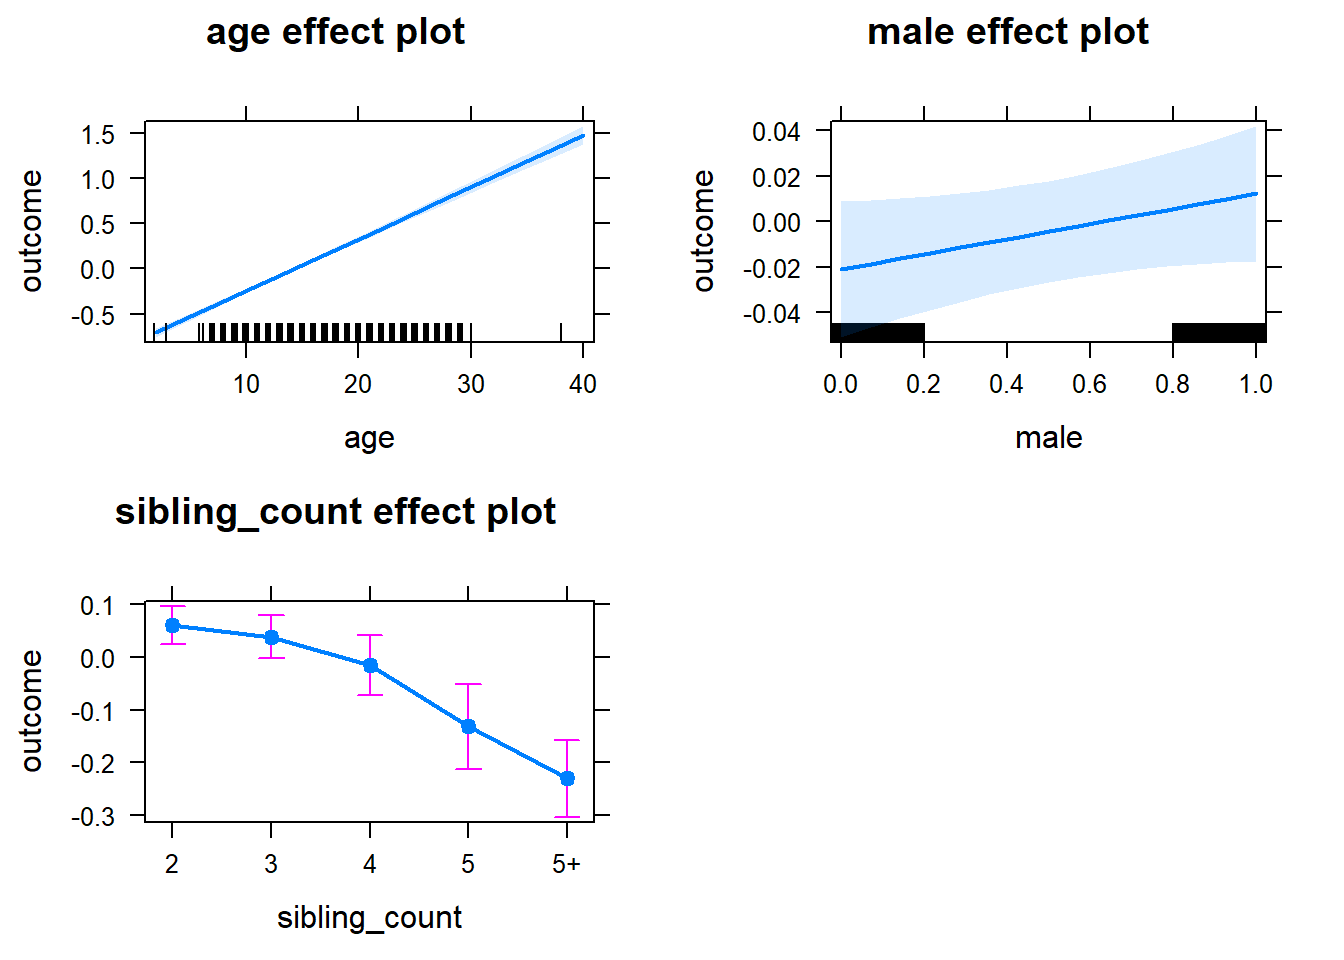 age effect plot
outcome
1.5
1.0
0.5
0.0
-0.5
10 20 30 40
age
male effect plot
outcome
0.04
0.02
0.00
-0.02
-0.04
0.0 0.2 0.4 0.6 0.8 1.0
male
sibling_count effect plot
outcome
0.1
0.0
-0.1
-0.2
-0.3
2 3 4 5 5+
sibling_count